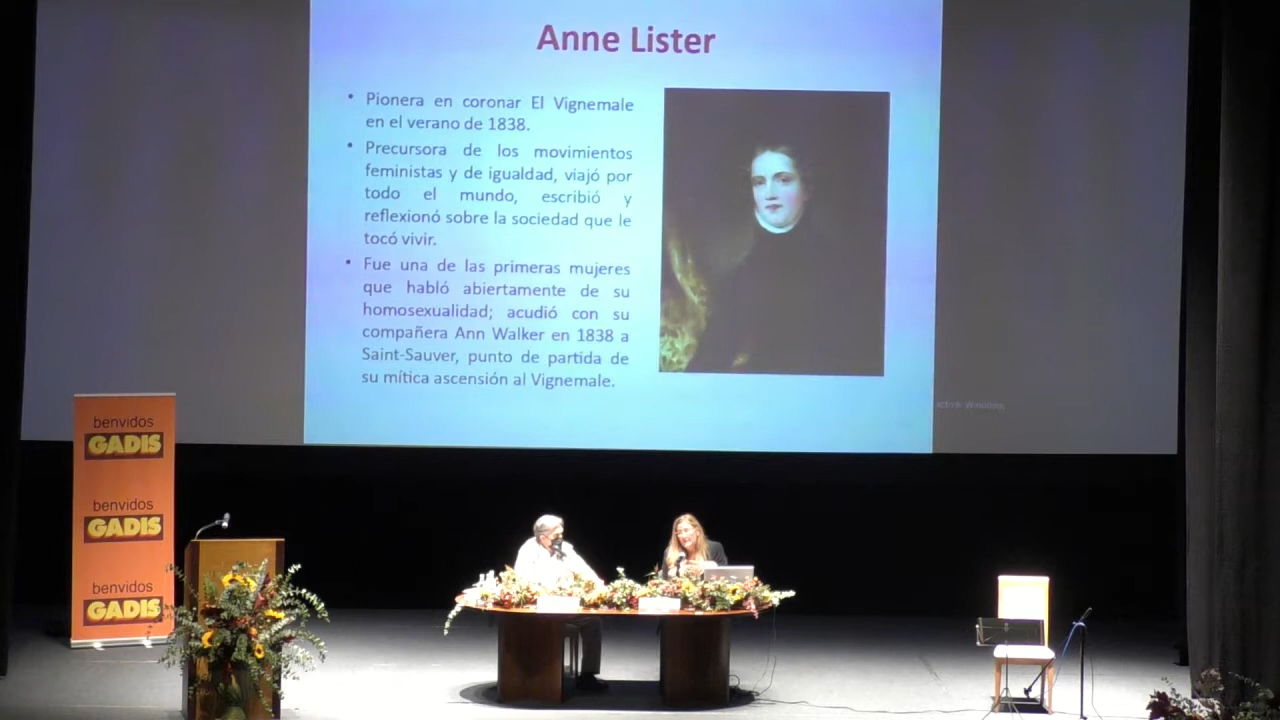 Anne Lister
• Pionera en coronar El Vignemale
en el verano de 1838.
• Precursora de los movimientos
feministas y de igualdad, viajó por
todo el mundo, escribió y
reflexionó sobre la sociedad que le
tocó vivir.
• Fue una de las primeras mujeres
que habló abiertamente de su
homosexualidad; acudió con su
compañera Ann Walker en 1838 a
Saint-Sauver, punto de partida de
su mítica ascensión al Vignemale.
benvidos
GADIS
benvidos
GADIS
benvidos
GADIS